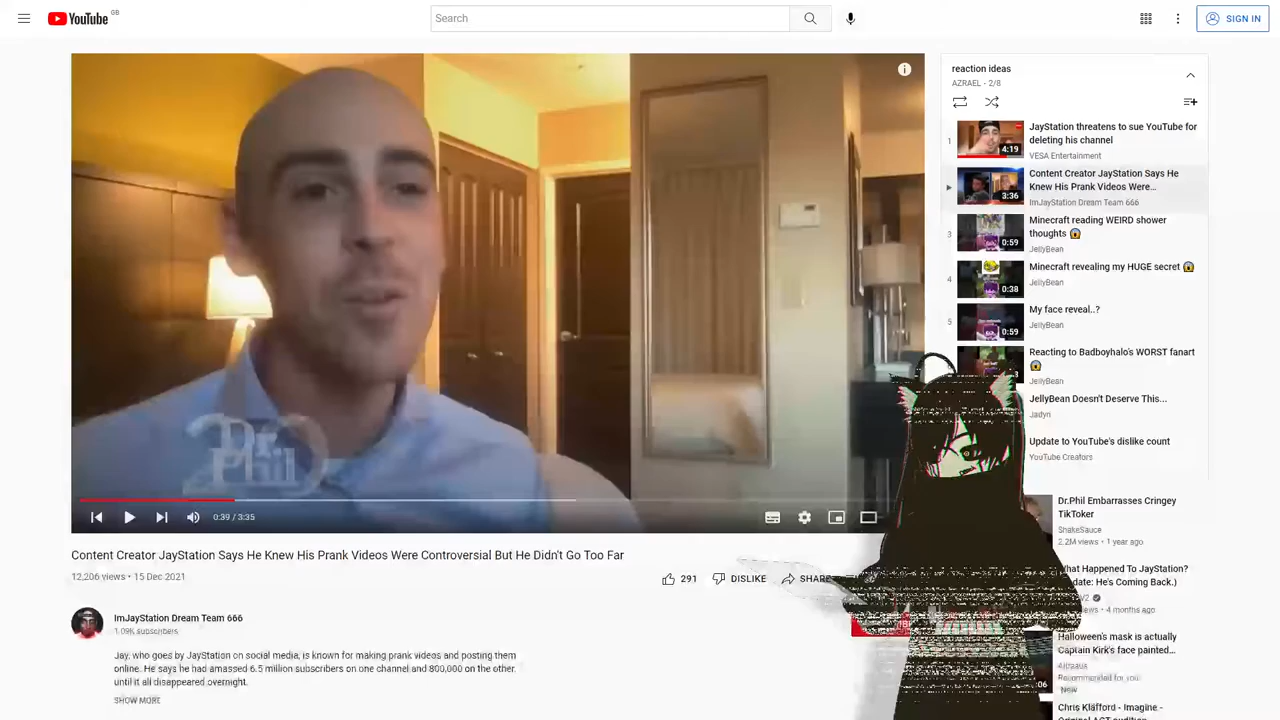 YouTube GB
Search
SIGN IN
Dr.
Phil
0:39 / 3:35
Content Creator JayStation Says He Knew His Prank Videos Were Controversial But He Didn't Go Too Far
12,206 views • 15 Dec 2021
291
DISLIKE
SHARE
ImJayStation Dream Team 666
1.09K subscribers
Jay, who goes by JayStation on social media, is known for making prank videos and posting them
online. He says he had amassed 6.5 million subscribers on one channel and 800,000 on the other.
until it all disappeared overnight.
SHOW MORE
reaction ideas
AZRAEL - 2/8
1
4:19
JayStation threatens to sue YouTube for
deleting his channel
VESA Entertainment
3:36
Content Creator JayStation Says He
Knew His Prank Videos Were…
ImJayStation Dream Team 666
3
0:59
Minecraft reading WEIRD shower
thoughts 😱
JellyBean
4
0:38
Minecraft revealing my HUGE secret 😱
JellyBean
5
0:59
My face reveal..?
JellyBean
Reacting to Badboyhalo's WORST fanart
😱
JellyBean
JellyBean Doesn't Deserve This...
Jadyn
Update to YouTube's dislike count
YouTube Creators
Dr.Phil Embarrasses Cringey
TikToker
ShakeSauce
2.2M views • 1 year ago
What Happened To JayStation?
date: He's Coming Back.)
4 months ago
Halloween's mask is actually
Captain Kirk's face painted…
Recommended for you
New
:06
Chris Kläfford - Imagine -